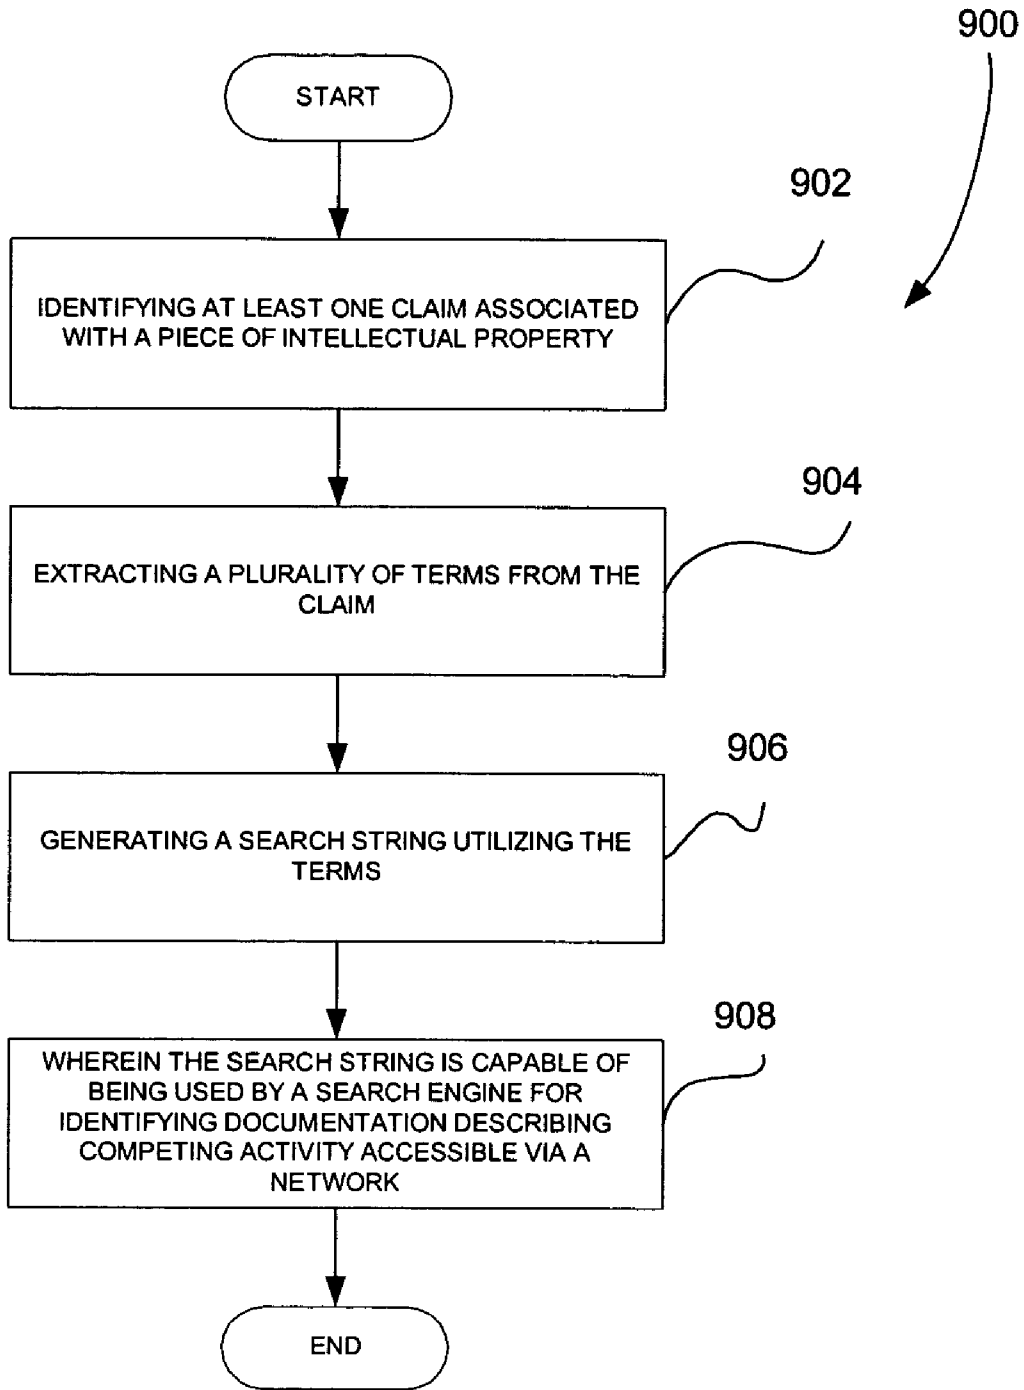 900
START
902
IDENTIFYING AT LEAST ONE CLAIM ASSOCIATED
WITH A PIECE OF INTELLECTUAL PROPERTY
904
EXTRACTING A PLURALITY OF TERMS FROM THE
CLAIM
906
GENERATING A SEARCH STRING UTILIZING THE
TERMS
908
WHEREIN THE SEARCH STRING IS CAPABLE OF
BEING USED BY A SEARCH ENGINE FOR
IDENTIFYING DOCUMENTATION DESCRIBING
COMPETING ACTIVITY ACCESSIBLE VIA A
NETWORK
END